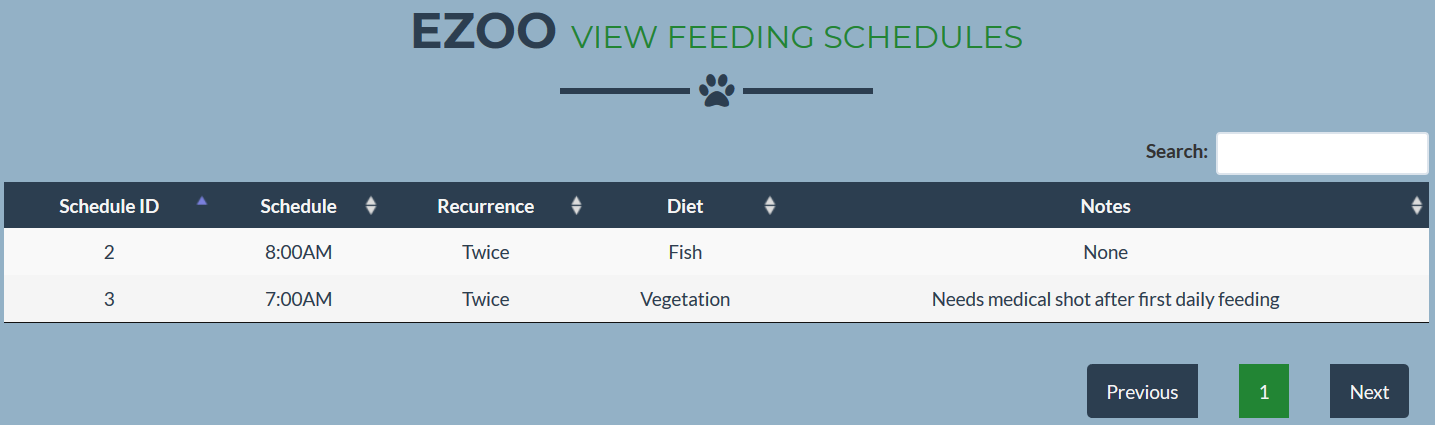 EZOO VIEW FEEDING SCHEDULES
Search:
Schedule ID Schedule Recurrence Diet Notes
2 8:00AM Twice Fish None
3 7:00AM Twice Vegetation Needs medical shot after first daily feeding
Previous 1 Next